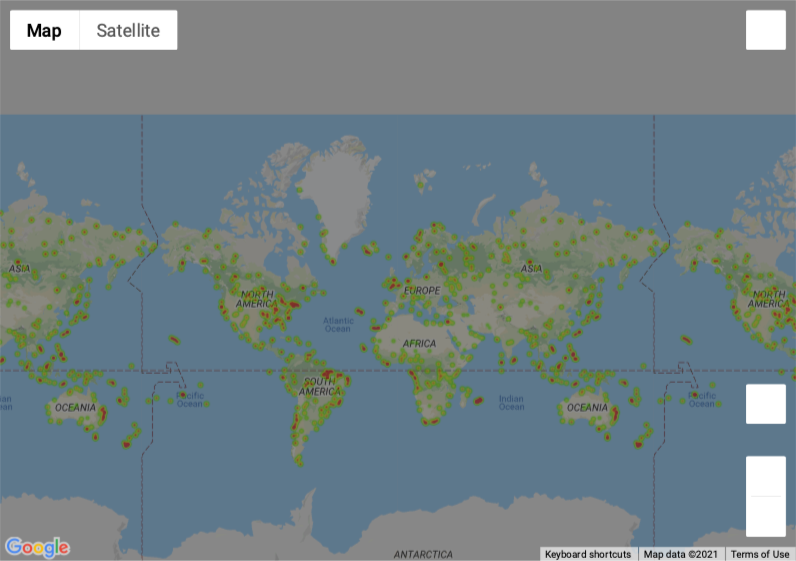 Map Satellite
ASIA
NORTH
AMERICA
Atlantic
Ocean
EUROPE
ASIA
NORTH
AMERICA
AFRICA
SOUTH
AMERICA
OCEANIA
Pacific
Ocean
Indian
Ocean
OCEANIA
Pacific
Ocean
ANTARCTICA
Google
Keyboard shortcuts Map data ©2021 Terms of Use